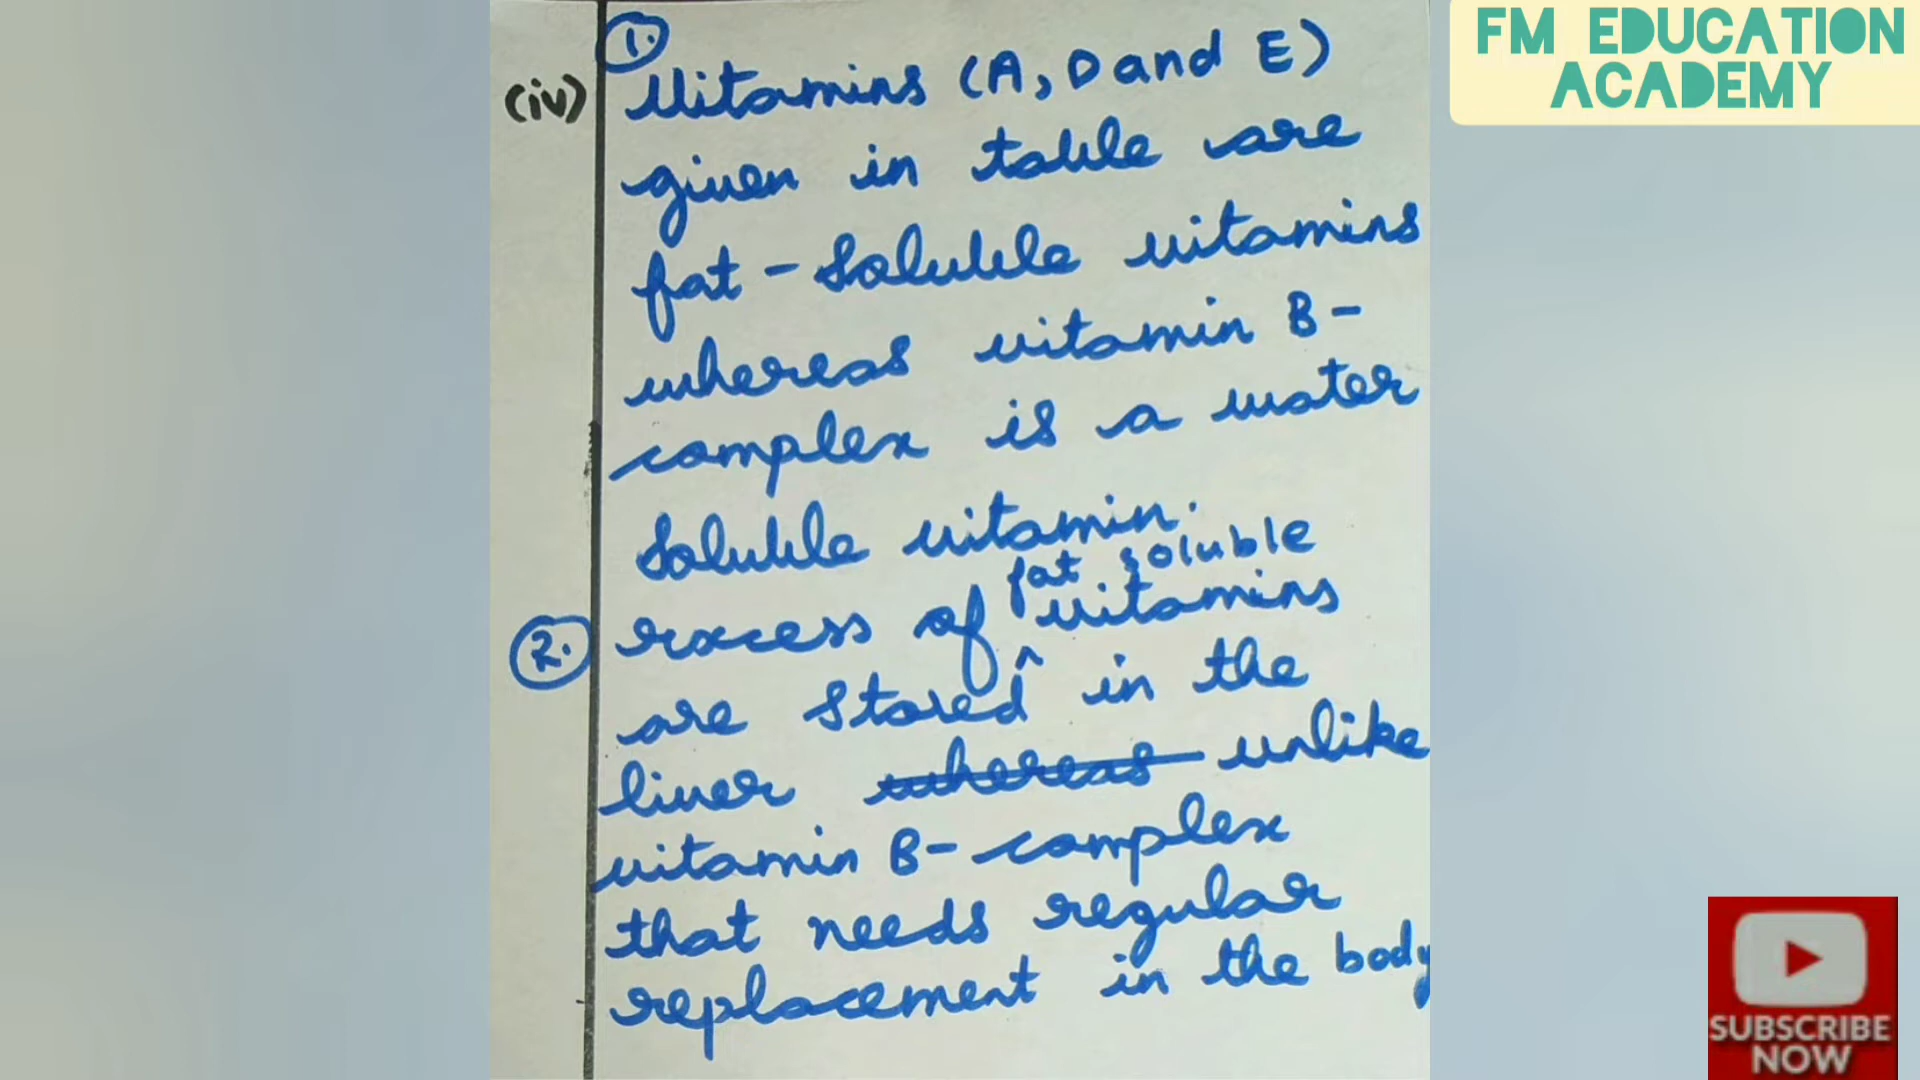 FM EDUCATION
ACADEMY
1.
(iv) Vitamins (A, D and E)
given in table are
fat - soluble vitamins
whereas vitamin B-
complex is a water
soluble vitamin.
fat soluble
2. excess of ^ vitamins
are stored in the
liver whereas unlike
vitamin B- complex
that needs regular
replacement in the body
SUBSCRIBE
NOW